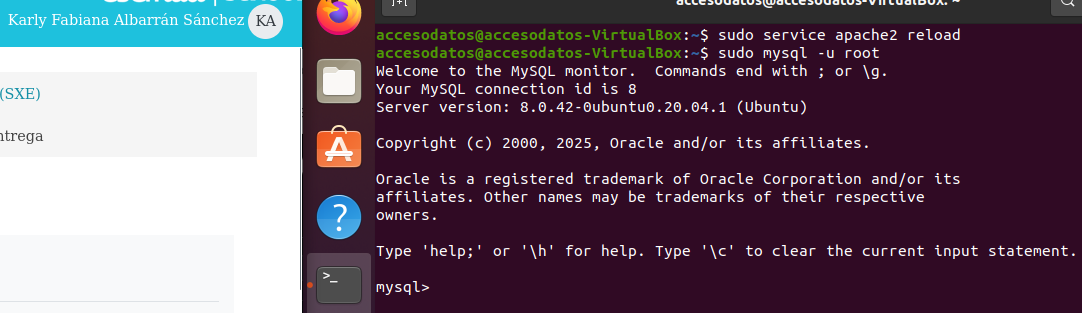 Karly Fabiana Albarrán Sánchez KA
(SXE)
ntrega
accesodatos@accesodatos-VirtualBox: ~
accesodatos@accesodatos-VirtualBox:~$ sudo service apache2 reload
accesodatos@accesodatos-VirtualBox:~$ sudo mysql -u root
Welcome to the MySQL monitor.  Commands end with ; or \g.
Your MySQL connection id is 8
Server version: 8.0.42-0ubuntu0.20.04.1 (Ubuntu)
Copyright (c) 2000, 2025, Oracle and/or its affiliates.
Oracle is a registered trademark of Oracle Corporation and/or its
affiliates. Other names may be trademarks of their respective
owners.
Type 'help;' or '\h' for help. Type '\c' to clear the current input statement.
mysql>